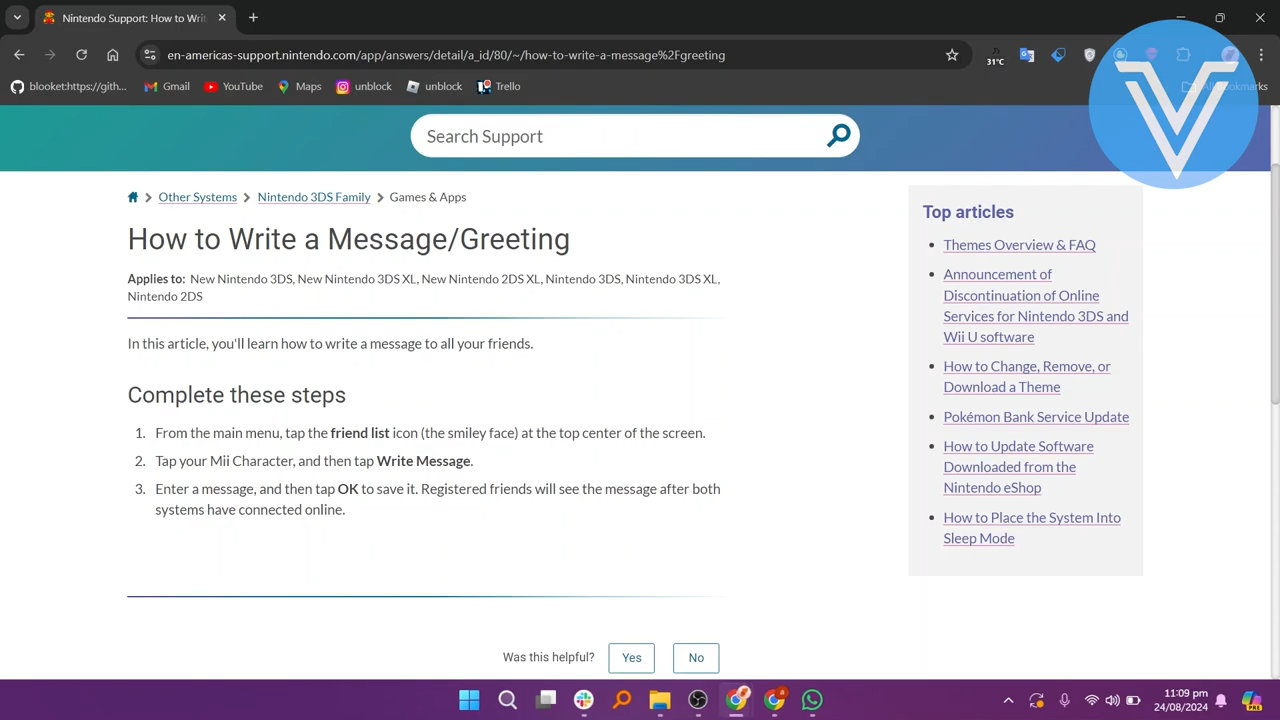 Nintendo Support: How to Wri
en-americas-support.nintendo.com/app/answers/detail/a_id/80/~/how-to-write-a-message%2Fgreeting
31°C
blooket:https://gith...
Gmail
YouTube
Maps
unblock
unblock
Trello
All Bookmarks
Search Support
Other Systems
Nintendo 3DS Family
Games & Apps
How to Write a Message/Greeting
Applies to: New Nintendo 3DS, New Nintendo 3DS XL, New Nintendo 2DS XL, Nintendo 3DS, Nintendo 3DS XL,
Nintendo 2DS
In this article, you'll learn how to write a message to all your friends.
Complete these steps
1. From the main menu, tap the friend list icon (the smiley face) at the top center of the screen.
2. Tap your Mii Character, and then tap Write Message.
3. Enter a message, and then tap OK to save it. Registered friends will see the message after both
systems have connected online.
Was this helpful?
Yes
No
Top articles
Themes Overview & FAQ
Announcement of
Discontinuation of Online
Services for Nintendo 3DS and
Wii U software
How to Change, Remove, or
Download a Theme
Pokémon Bank Service Update
How to Update Software
Downloaded from the
Nintendo eShop
How to Place the System Into
Sleep Mode
11:09 pm
24/08/2024
PRE